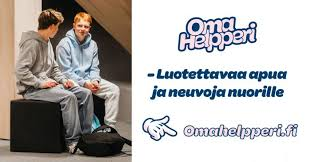 Oma
Helpperi
– Luotettavaa apua
ja neuvoja nuorille
Omahelpperi.fi